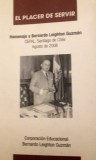 EL PLACER DE SERVIR
Homenaje a Bernardo Leighton Guzmán
CEPAL, Santiago de Chile
Agosto de 2006
Corporación Educacional
Bernardo Leighton Guzmán